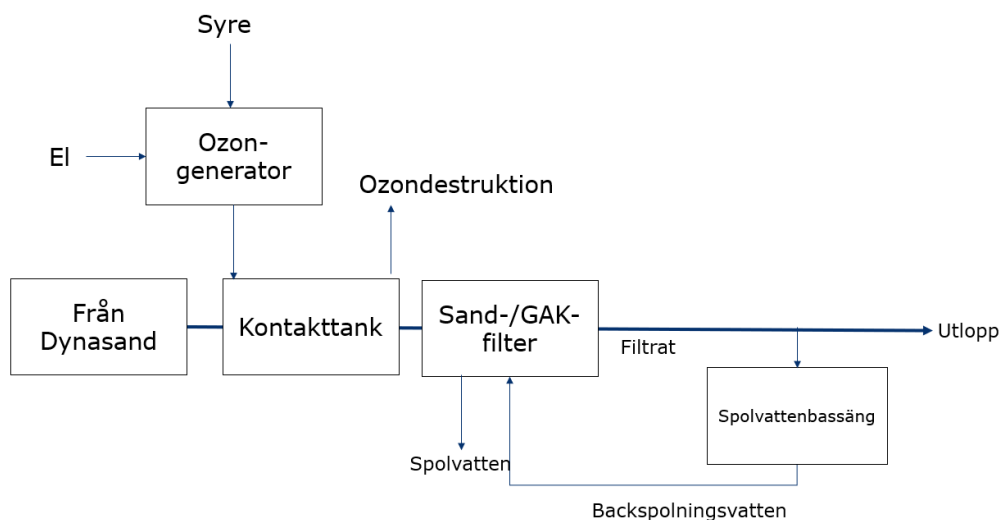 Syre
El
Ozon-
generator
Ozondestruktion
Från
Dynasand
Kontakttank
Sand-/GAK-
filter
Filtrat
Utlopp
Spolvattenbassäng
Spolvatten
Backspolningsvatten